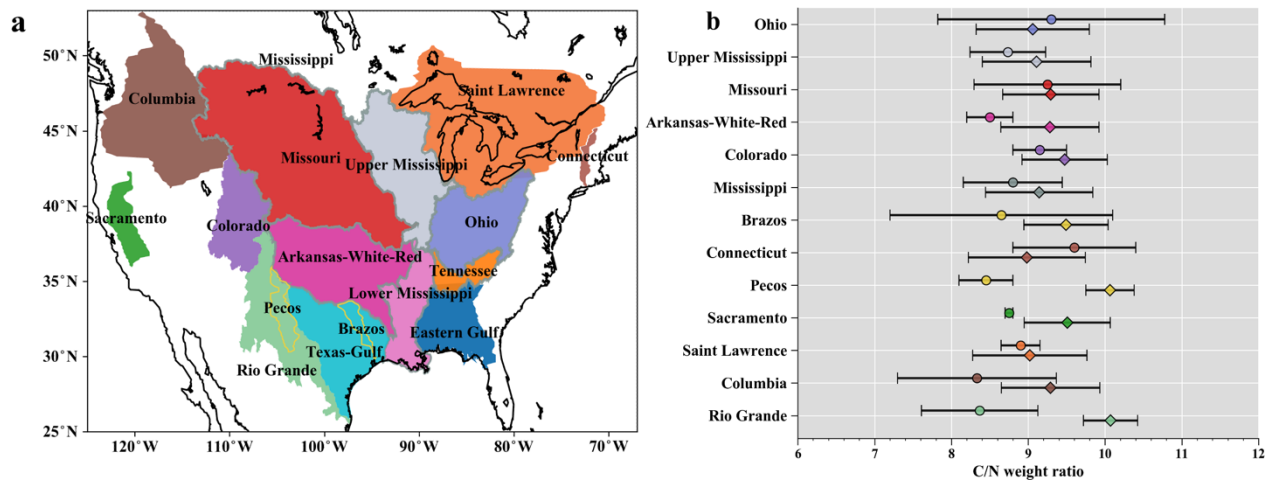 a
50°N
45°N
40°N
35°N
30°N
25°N
120°W
110°W
100°W
90°W
80°W
70°W
Mississippi
Columbia
Saint Lawrence
Missouri
Upper Mississippi
Connecticut
Sacramento
Colorado
Ohio
Arkansas-White-Red
Tennessee
Lower Mississippi
Pecos
Brazos
Eastern Gulf
Texas-Gulf
Rio Grande
b
Ohio
Upper Mississippi
Missouri
Arkansas-White-Red
Colorado
Mississippi
Brazos
Connecticut
Pecos
Sacramento
Saint Lawrence
Columbia
Rio Grande
6 7 8 9 10 11 12
C/N weight ratio